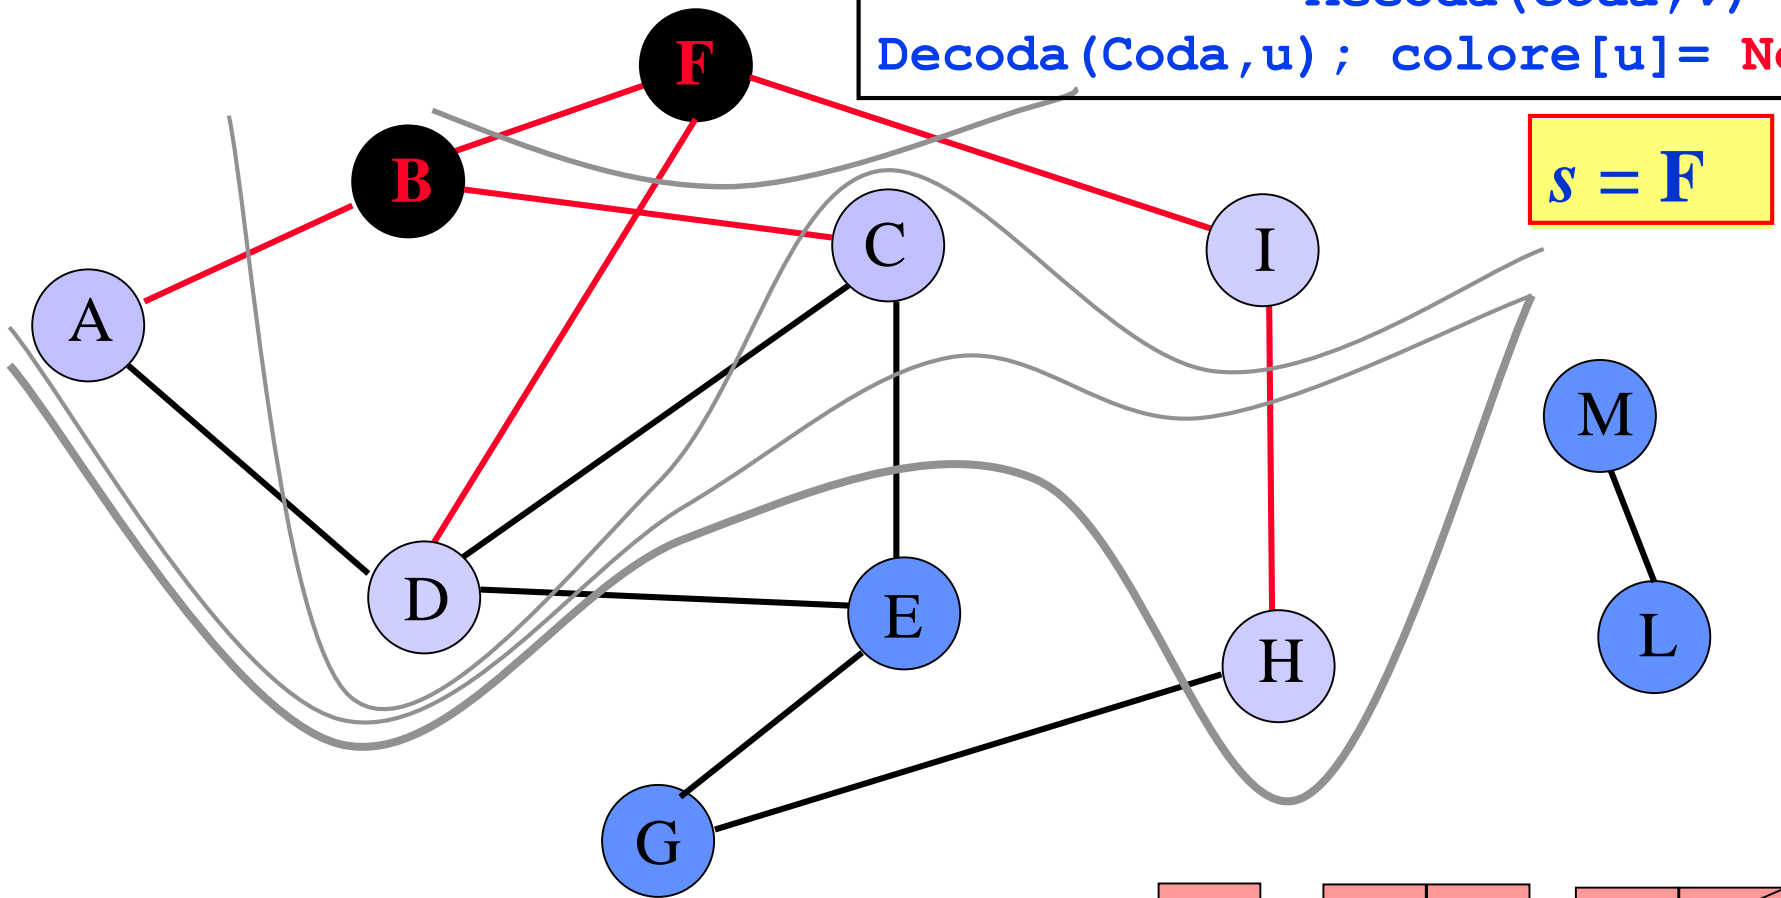 Decoda(Coda,u); colore[u]=
s = F
F
B
C
I
A
M
D
E
H
L
G